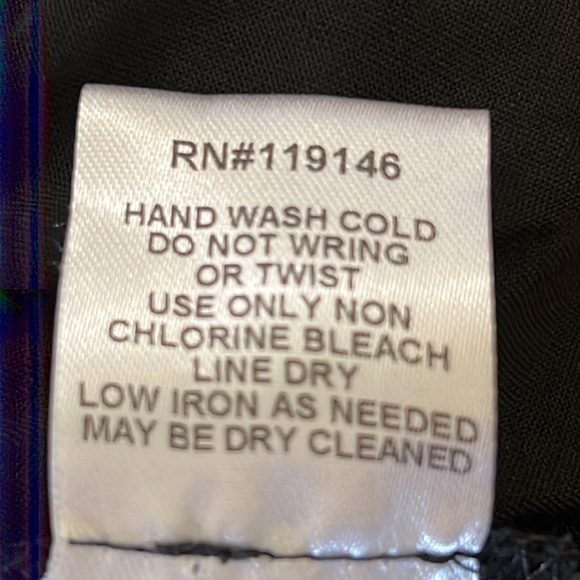 RN#119146
HAND WASH COLD
DO NOT WRING
OR TWIST
USE ONLY NON
CHLORINE BLEACH
LINE DRY
LOW IRON AS NEEDED
MAY BE DRY CLEANED